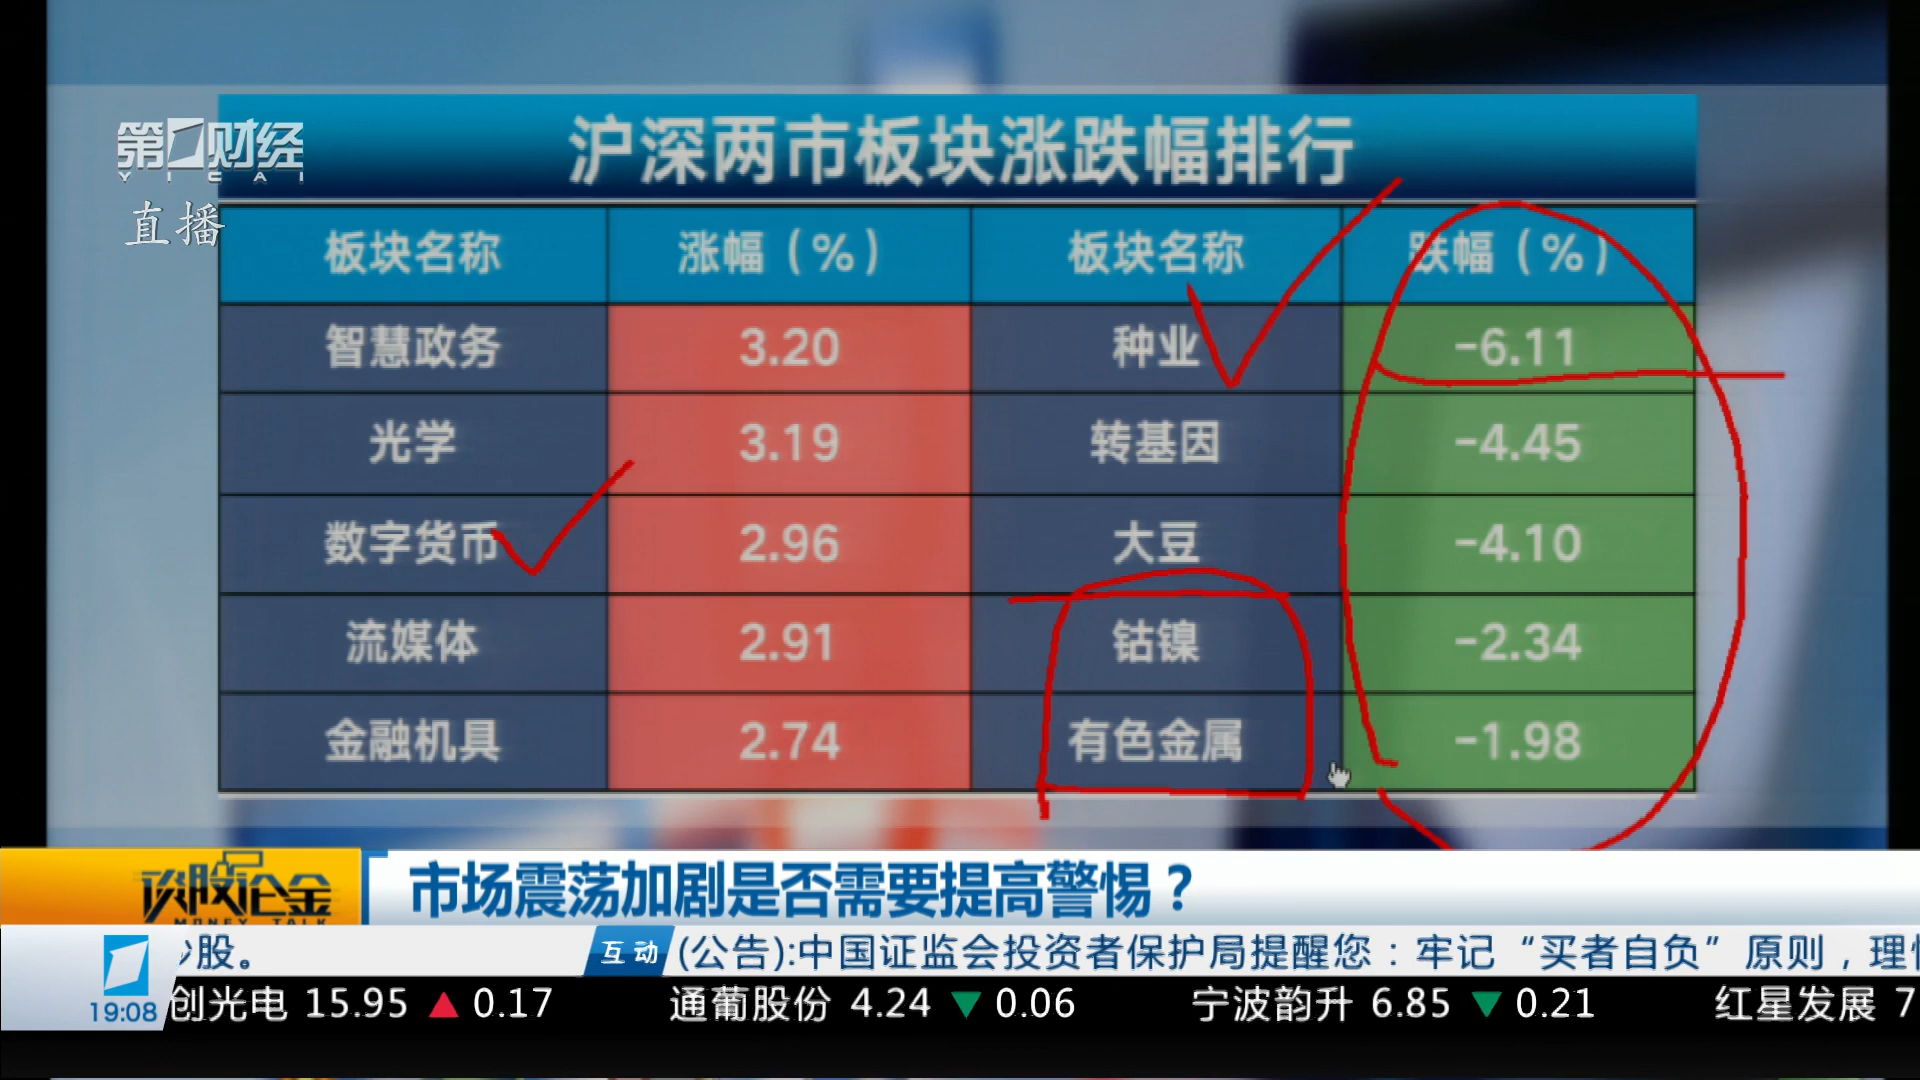 第一财经
YICAI
直播
沪深两市板块涨跌幅排行
板块名称 涨幅(%) 板块名称 跌幅(%)
智慧政务 3.20 种业 -6.11
光学 3.19 转基因 -4.45
数字货币 2.96 大豆 -4.10
流媒体 2.91 钴镍 -2.34
金融机具 2.74 有色金属 -1.98
谈股论金
MONEY TALK
市场震荡加剧是否需要提高警惕?
股。 互动 (公告):中国证监会投资者保护局提醒您:牢记“买者自负”原则,理
19:08
创光电 15.95 ▲ 0.17 通葡股份 4.24 ▼ 0.06 宁波韵升 6.85 ▼ 0.21 红星发展 7